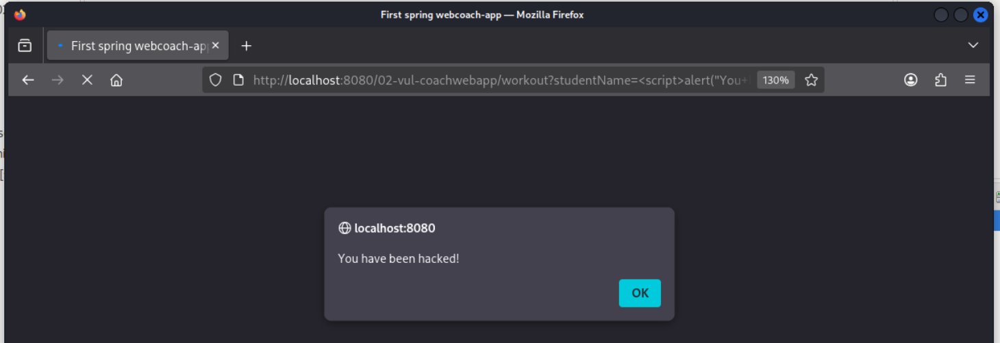 First spring webcoach-app — Mozilla Firefox
First spring webcoach-app
http://localhost:8080/02-vul-coachwebapp/workout?studentName=<script>alert("You+
130%
localhost:8080
You have been hacked!
OK